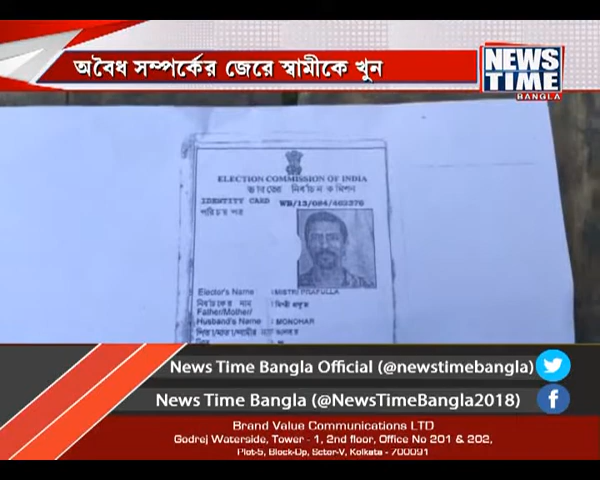 অবৈধ সম্পর্কের জেরে স্বামীকে খুন
NEWS
TIME
BANGLA
ELECTION COMMISSION OF INDIA
ভারতের নির্বাচন কমিশন
IDENTITY CARD WB/13/084/402370
পরিচয় পত্র
Elector's Name : MISTRI PRAFULLA
নির্বাচকের নাম
Father/Mother/
Husband's Name : MONOHAR
News Time Bangla Official (@newstimebangla)
News Time Bangla (@NewsTimeBangla2018)
Brand Value Communications LTD
Godrej Waterside, Tower - 1, 2nd floor, Office No 201 & 202,
Plot-5, Block-Dp, Sctor-V, Kolkata - 700091